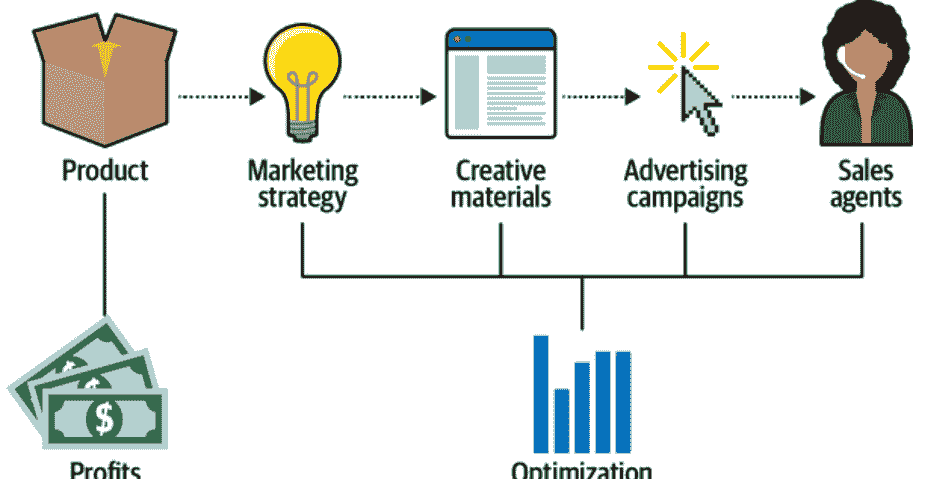 Product
Marketing
strategy
Creative
materials
Advertising
campaigns
Sales
agents
$
$
$
Profits
Optimization